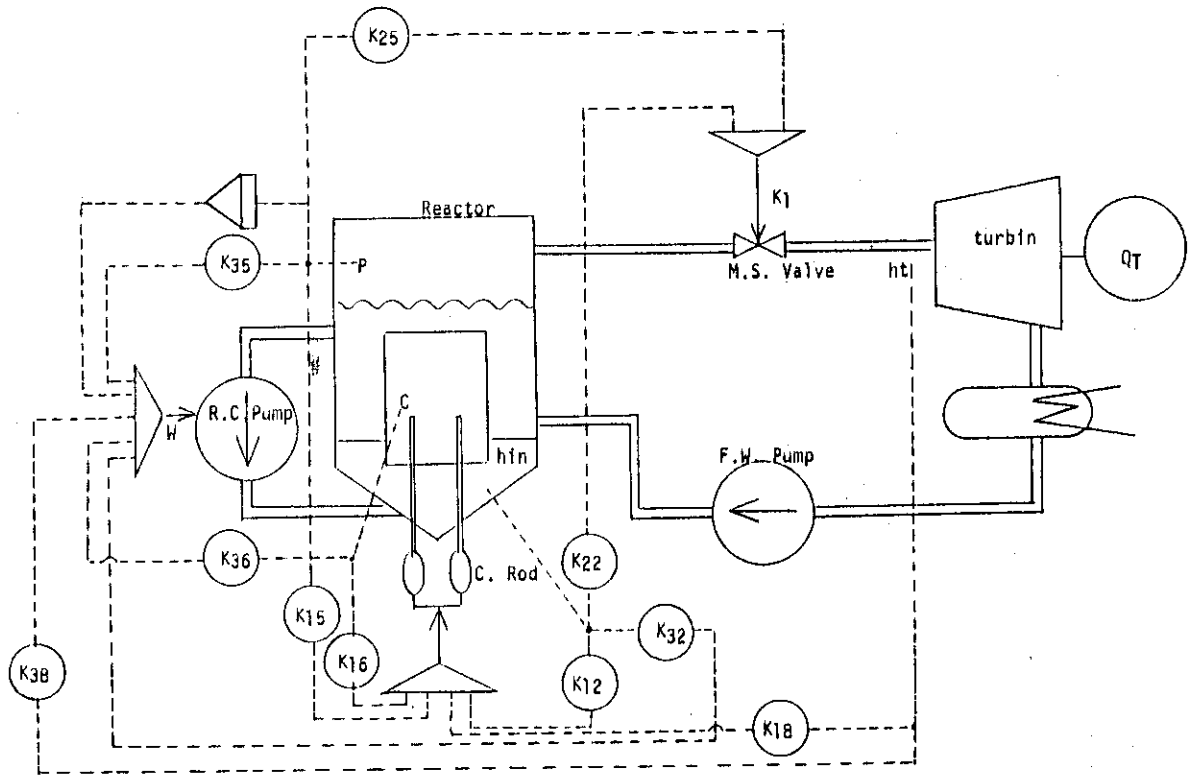 K25
K1
Reactor
turbin
QT
K35
P
M.S. Valve
ht
W
R.C Pump
W
C
hin
F.W. Pump
K36
K22
C. Rod
K15
K32
K16
K12
K38
K18